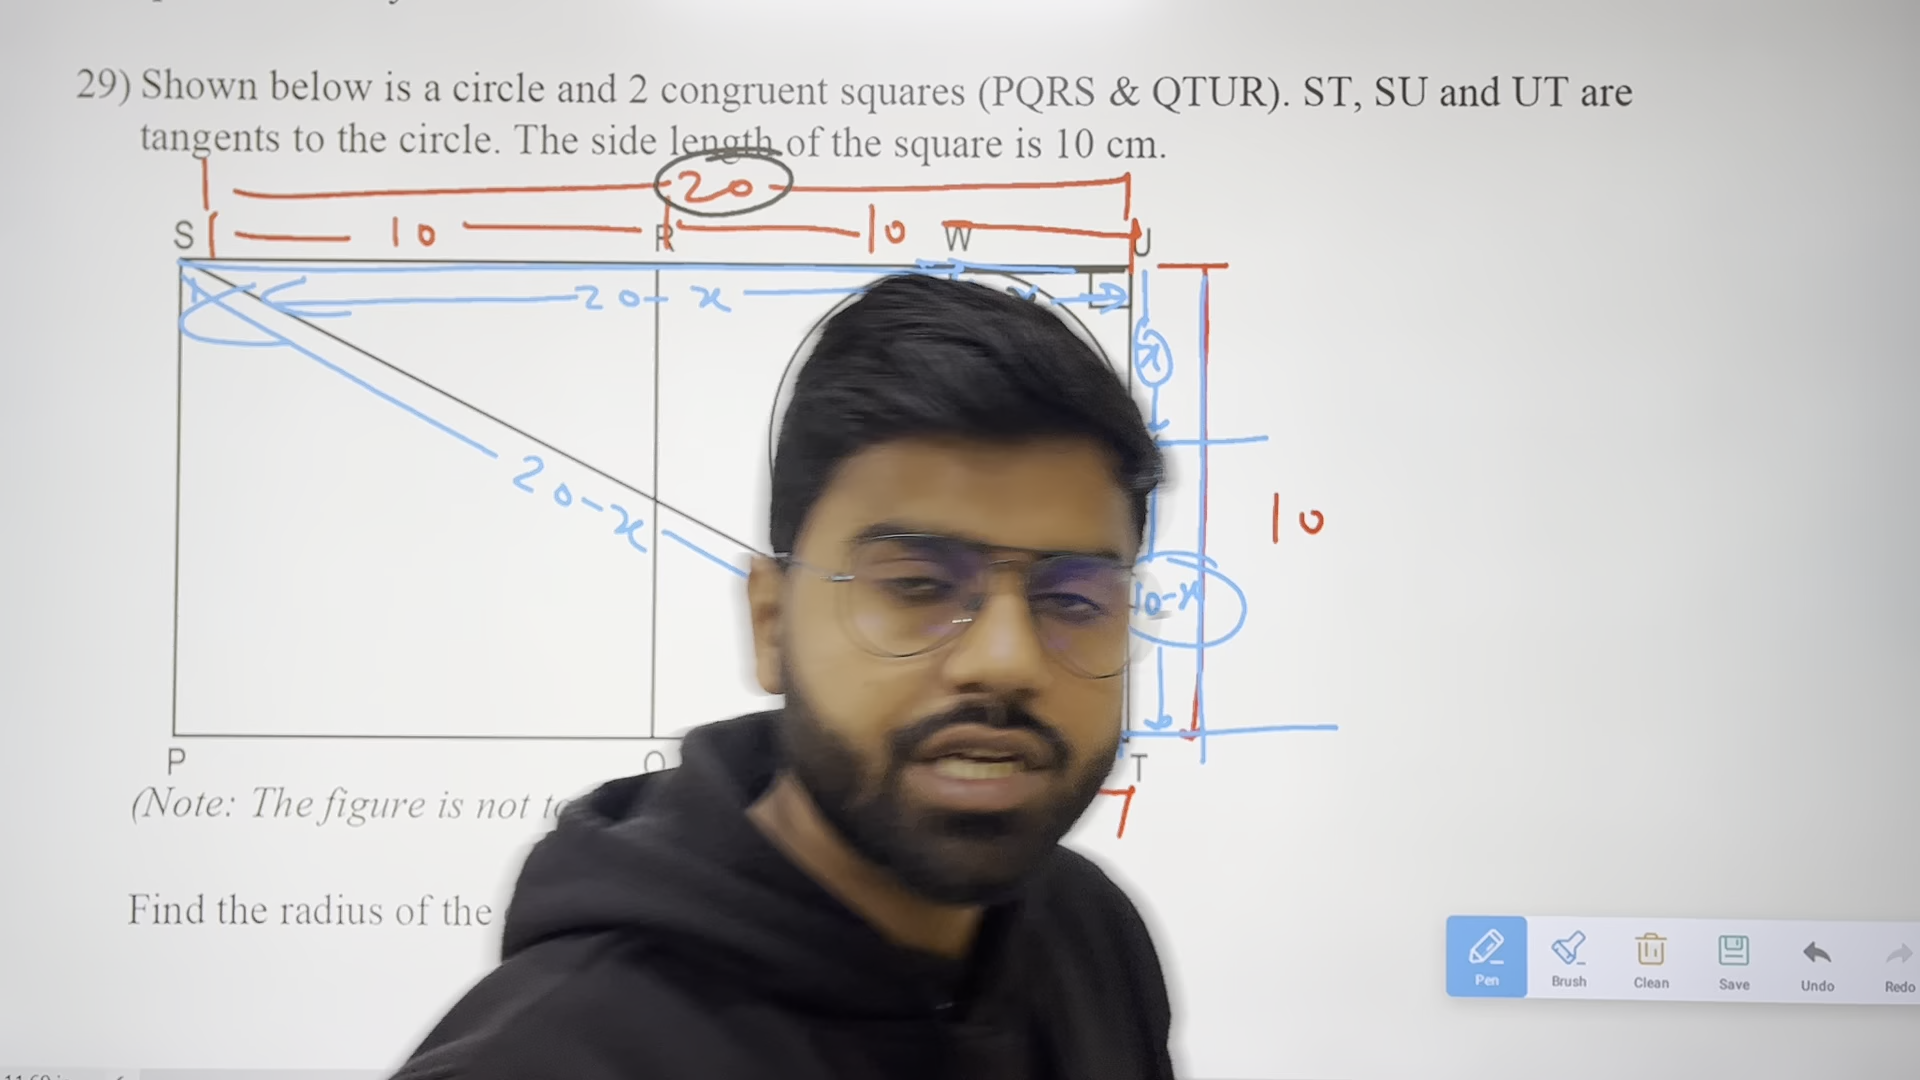 29) Shown below is a circle and 2 congruent squares (PQRS & QTUR). ST, SU and UT are
tangents to the circle. The side length of the square is 10 cm.
20
S 10 R 10 W U
20-x x
x
20-x
10
10-x
P Q T
(Note: The figure is not to
Find the radius of the
Pen Brush Clean Save Undo Redo